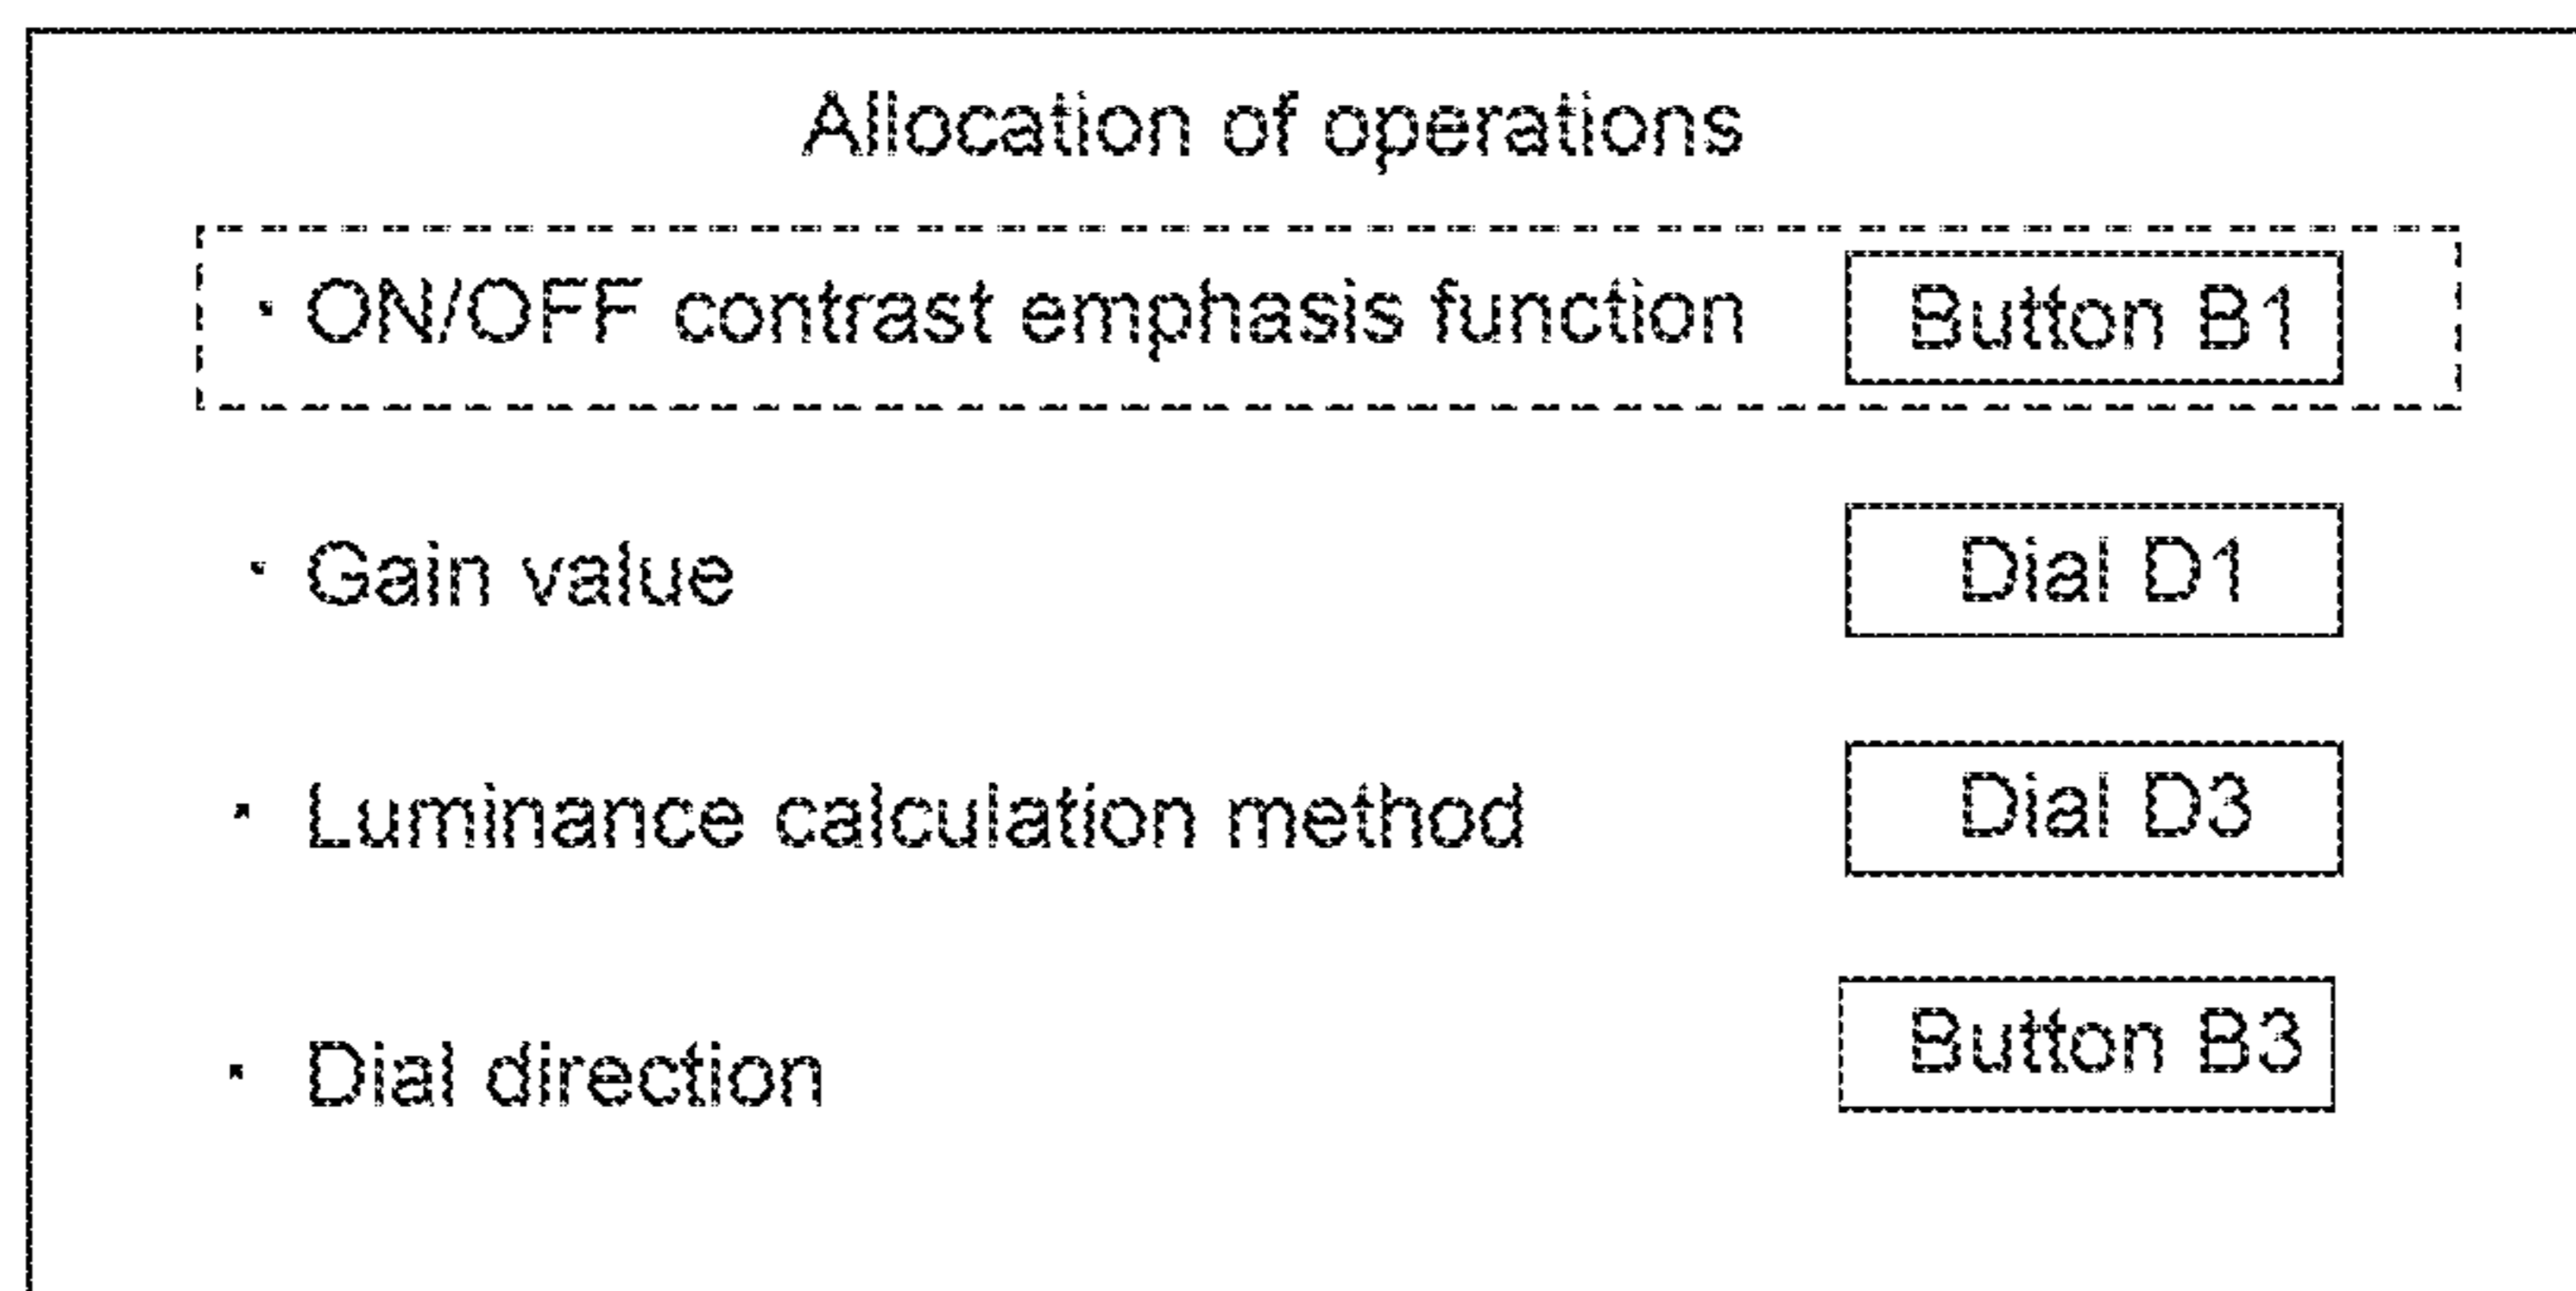 Allocation of operations
· ON/OFF contrast emphasis function Button B1
· Gain value Dial D1
· Luminance calculation method Dial D3
· Dial direction Button B3